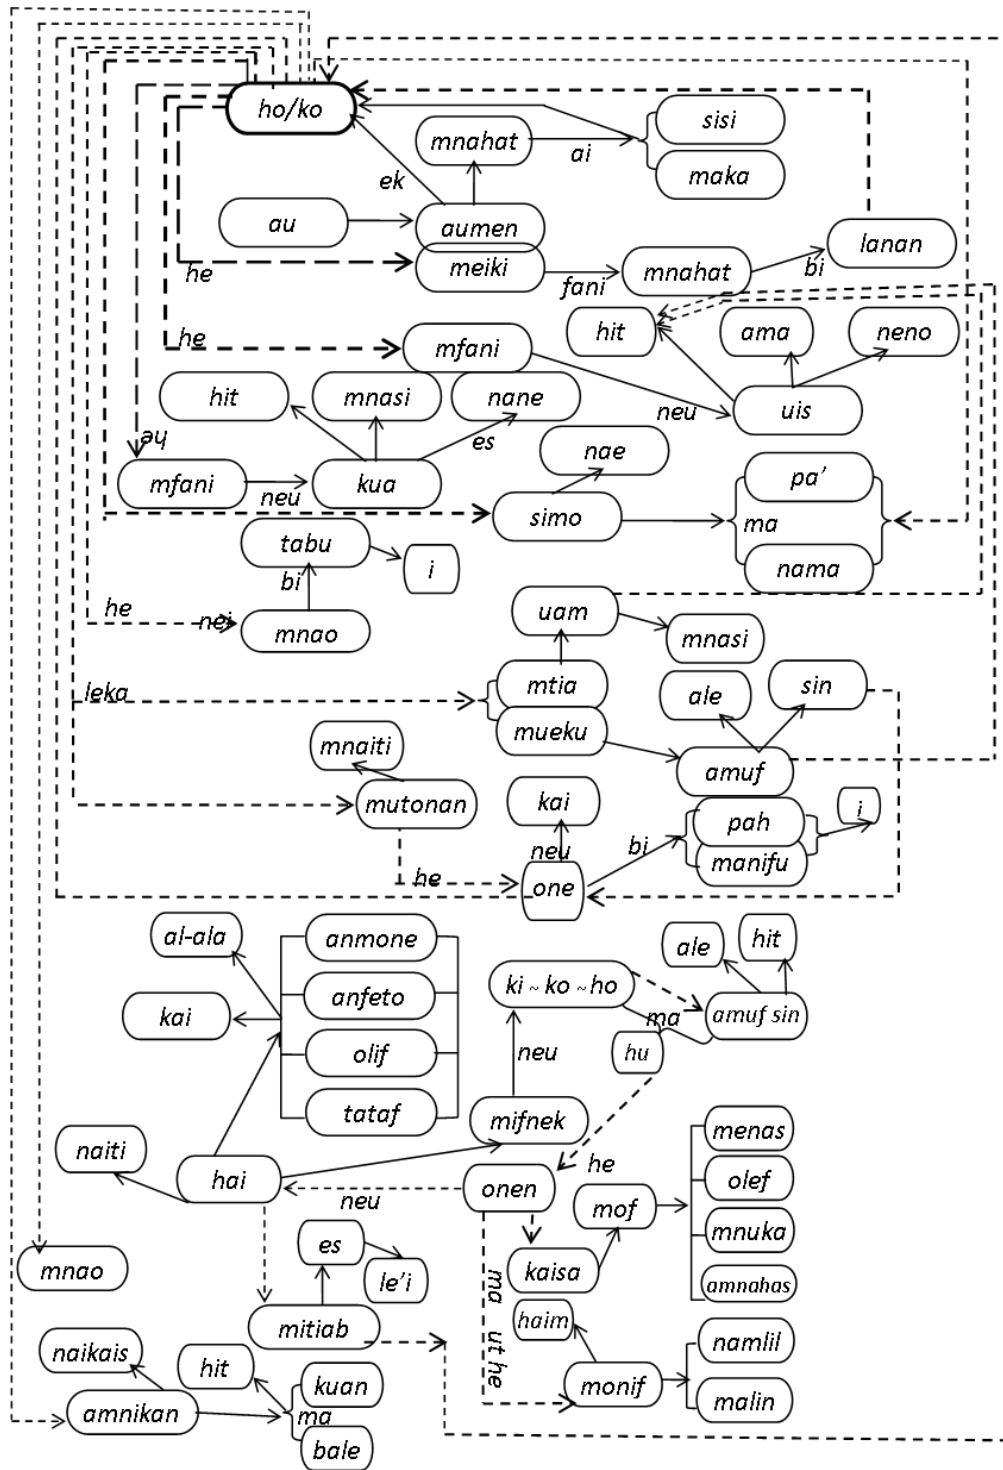 ho/ko
sisi
mnahat
ai
maka
ek
au
aumen
lanan
meiki
he
fani
mnahat
bi
hit
ama
neno
he
mfani
hit
mnasi
nane
neu
uis
es
nae
he
mfani
neu
kua
pa’
simo
ma
tabu
i
nama
bi
he
nei
mnao
uam
mnasi
leka
mtia
ale
sin
mueku
mnaiti
amuf
mutonan
kai
i
pah
neu
bi
manifu
he
one
al-ala
anmone
ale
hit
ki ~ ko ~ ho
kai
anfeto
ma
amuf sin
neu
hu
olif
tataf
mifnek
menas
naiti
hai
he
onen
olef
neu
mof
es
mnuka
mnao
kaisa
le’i
ma
amnahas
haim
mitiab
ut he
namlil
naikais
hit
kuan
monif
amnikan
ma
malin
bale